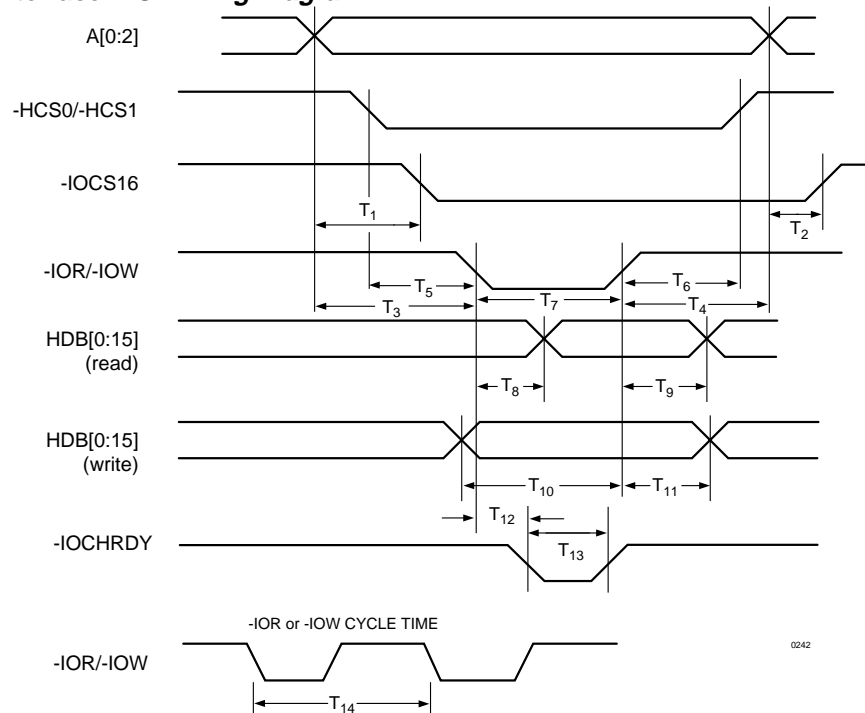 A[0:2]
-HCS0/-HCS1
-IOCS16
T1
T2
-IOR/-IOW
T5
T7
T6
T3
T4
HDB[0:15]
(read)
T8
T9
HDB[0:15]
(write)
T10
T11
T12
-IOCHRDY
T13
-IOR or -IOW CYCLE TIME
0242
-IOR/-IOW
T14